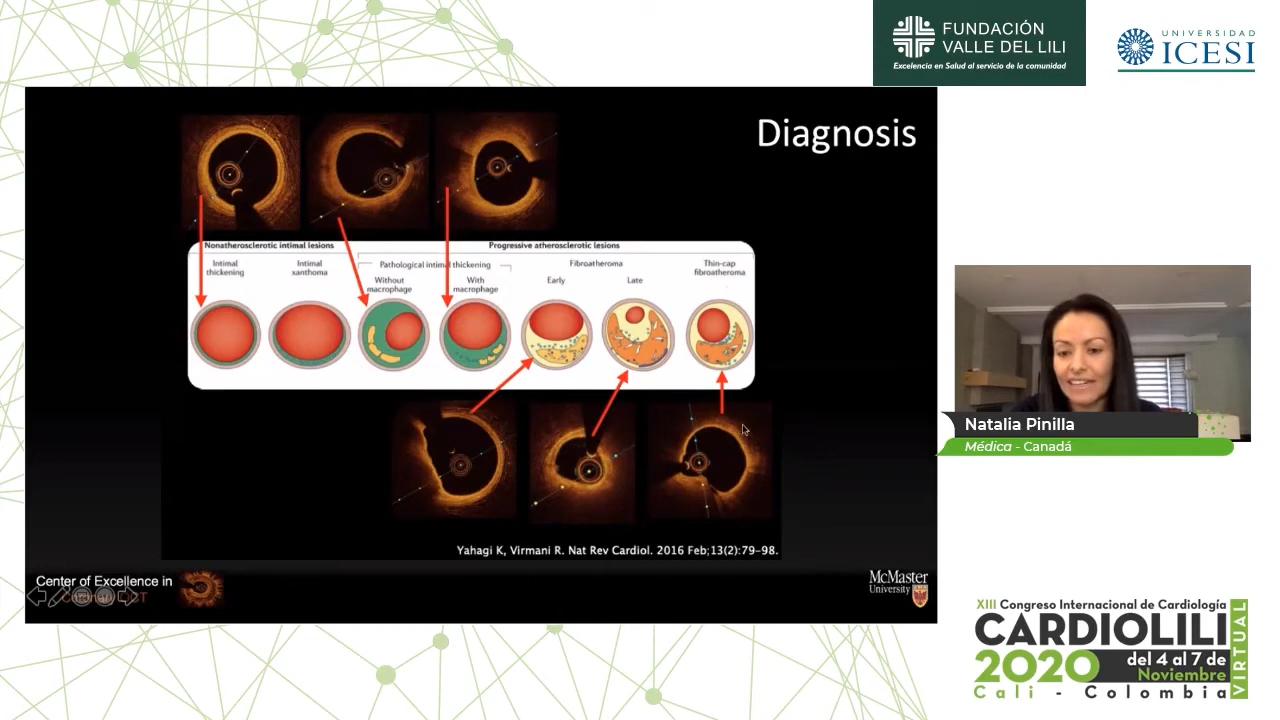 FUNDACIÓN
VALLE DEL LILI
Excelencia en Salud al servicio de la comunidad
UNIVERSIDAD
ICESI
Diagnosis
Nonatherosclerotic intimal lesions
Progressive atherosclerotic lesions
Intimal
thickening
Intimal
xanthoma
Pathological intimal thickening
Without
macrophage
With
macrophage
Fibroatheroma
Early
Late
Thin-cap
fibroatheroma
Yahagi K, Virmani R. Nat Rev Cardiol. 2016 Feb;13(2):79-98.
Center of Excellence in
Coronary OCT
McMaster
University
Natalia Pinilla
Médica - Canadá
XIII Congreso Internacional de Cardiología
CARDIOLILI
2020
del 4 al 7 de
Noviembre
Cali - Colombia
VIRTUAL